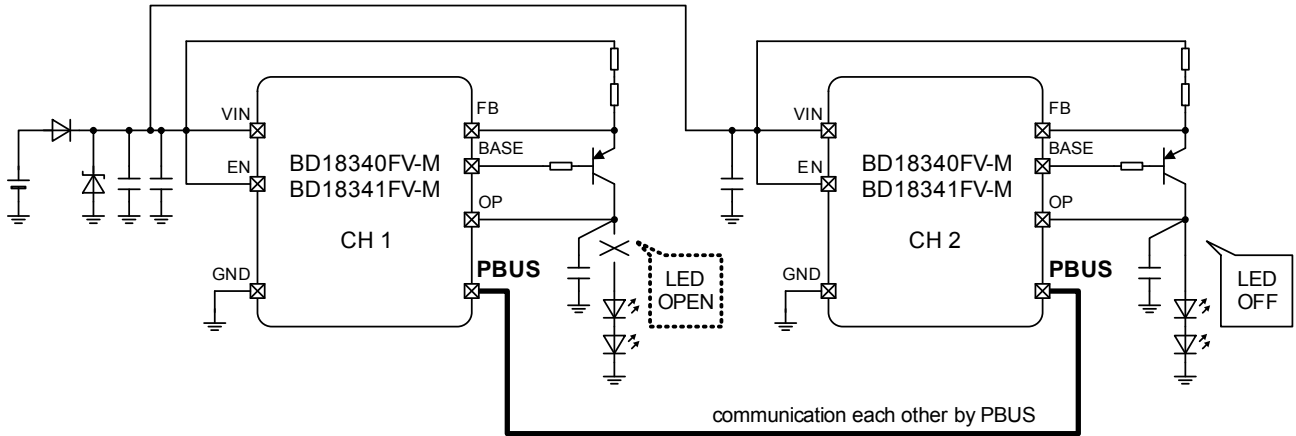 VIN
EN
GND
BD18340FV-M
BD18341FV-M
CH 1
FB
BASE
OP
PBUS
LED
OPEN
VIN
EN
GND
BD18340FV-M
BD18341FV-M
CH 2
FB
BASE
OP
PBUS
LED
OFF
communication each other by PBUS